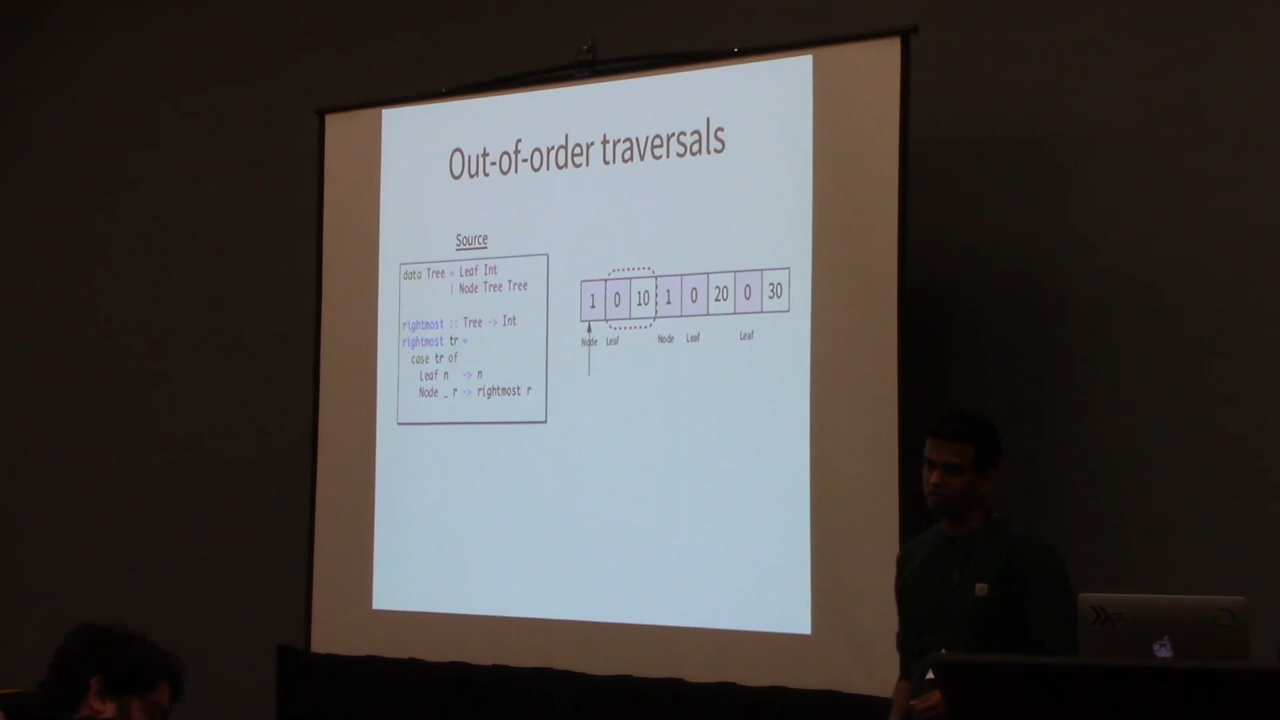 Out-of-order traversals
Source
data Tree = Leaf Int
| Node Tree Tree
rightmost :: Tree -> Int
rightmost tr =
case tr of
Leaf n -> n
Node _ r -> rightmost r
1 0 10 1 0 20 0 30
Node Leaf Node Leaf Leaf